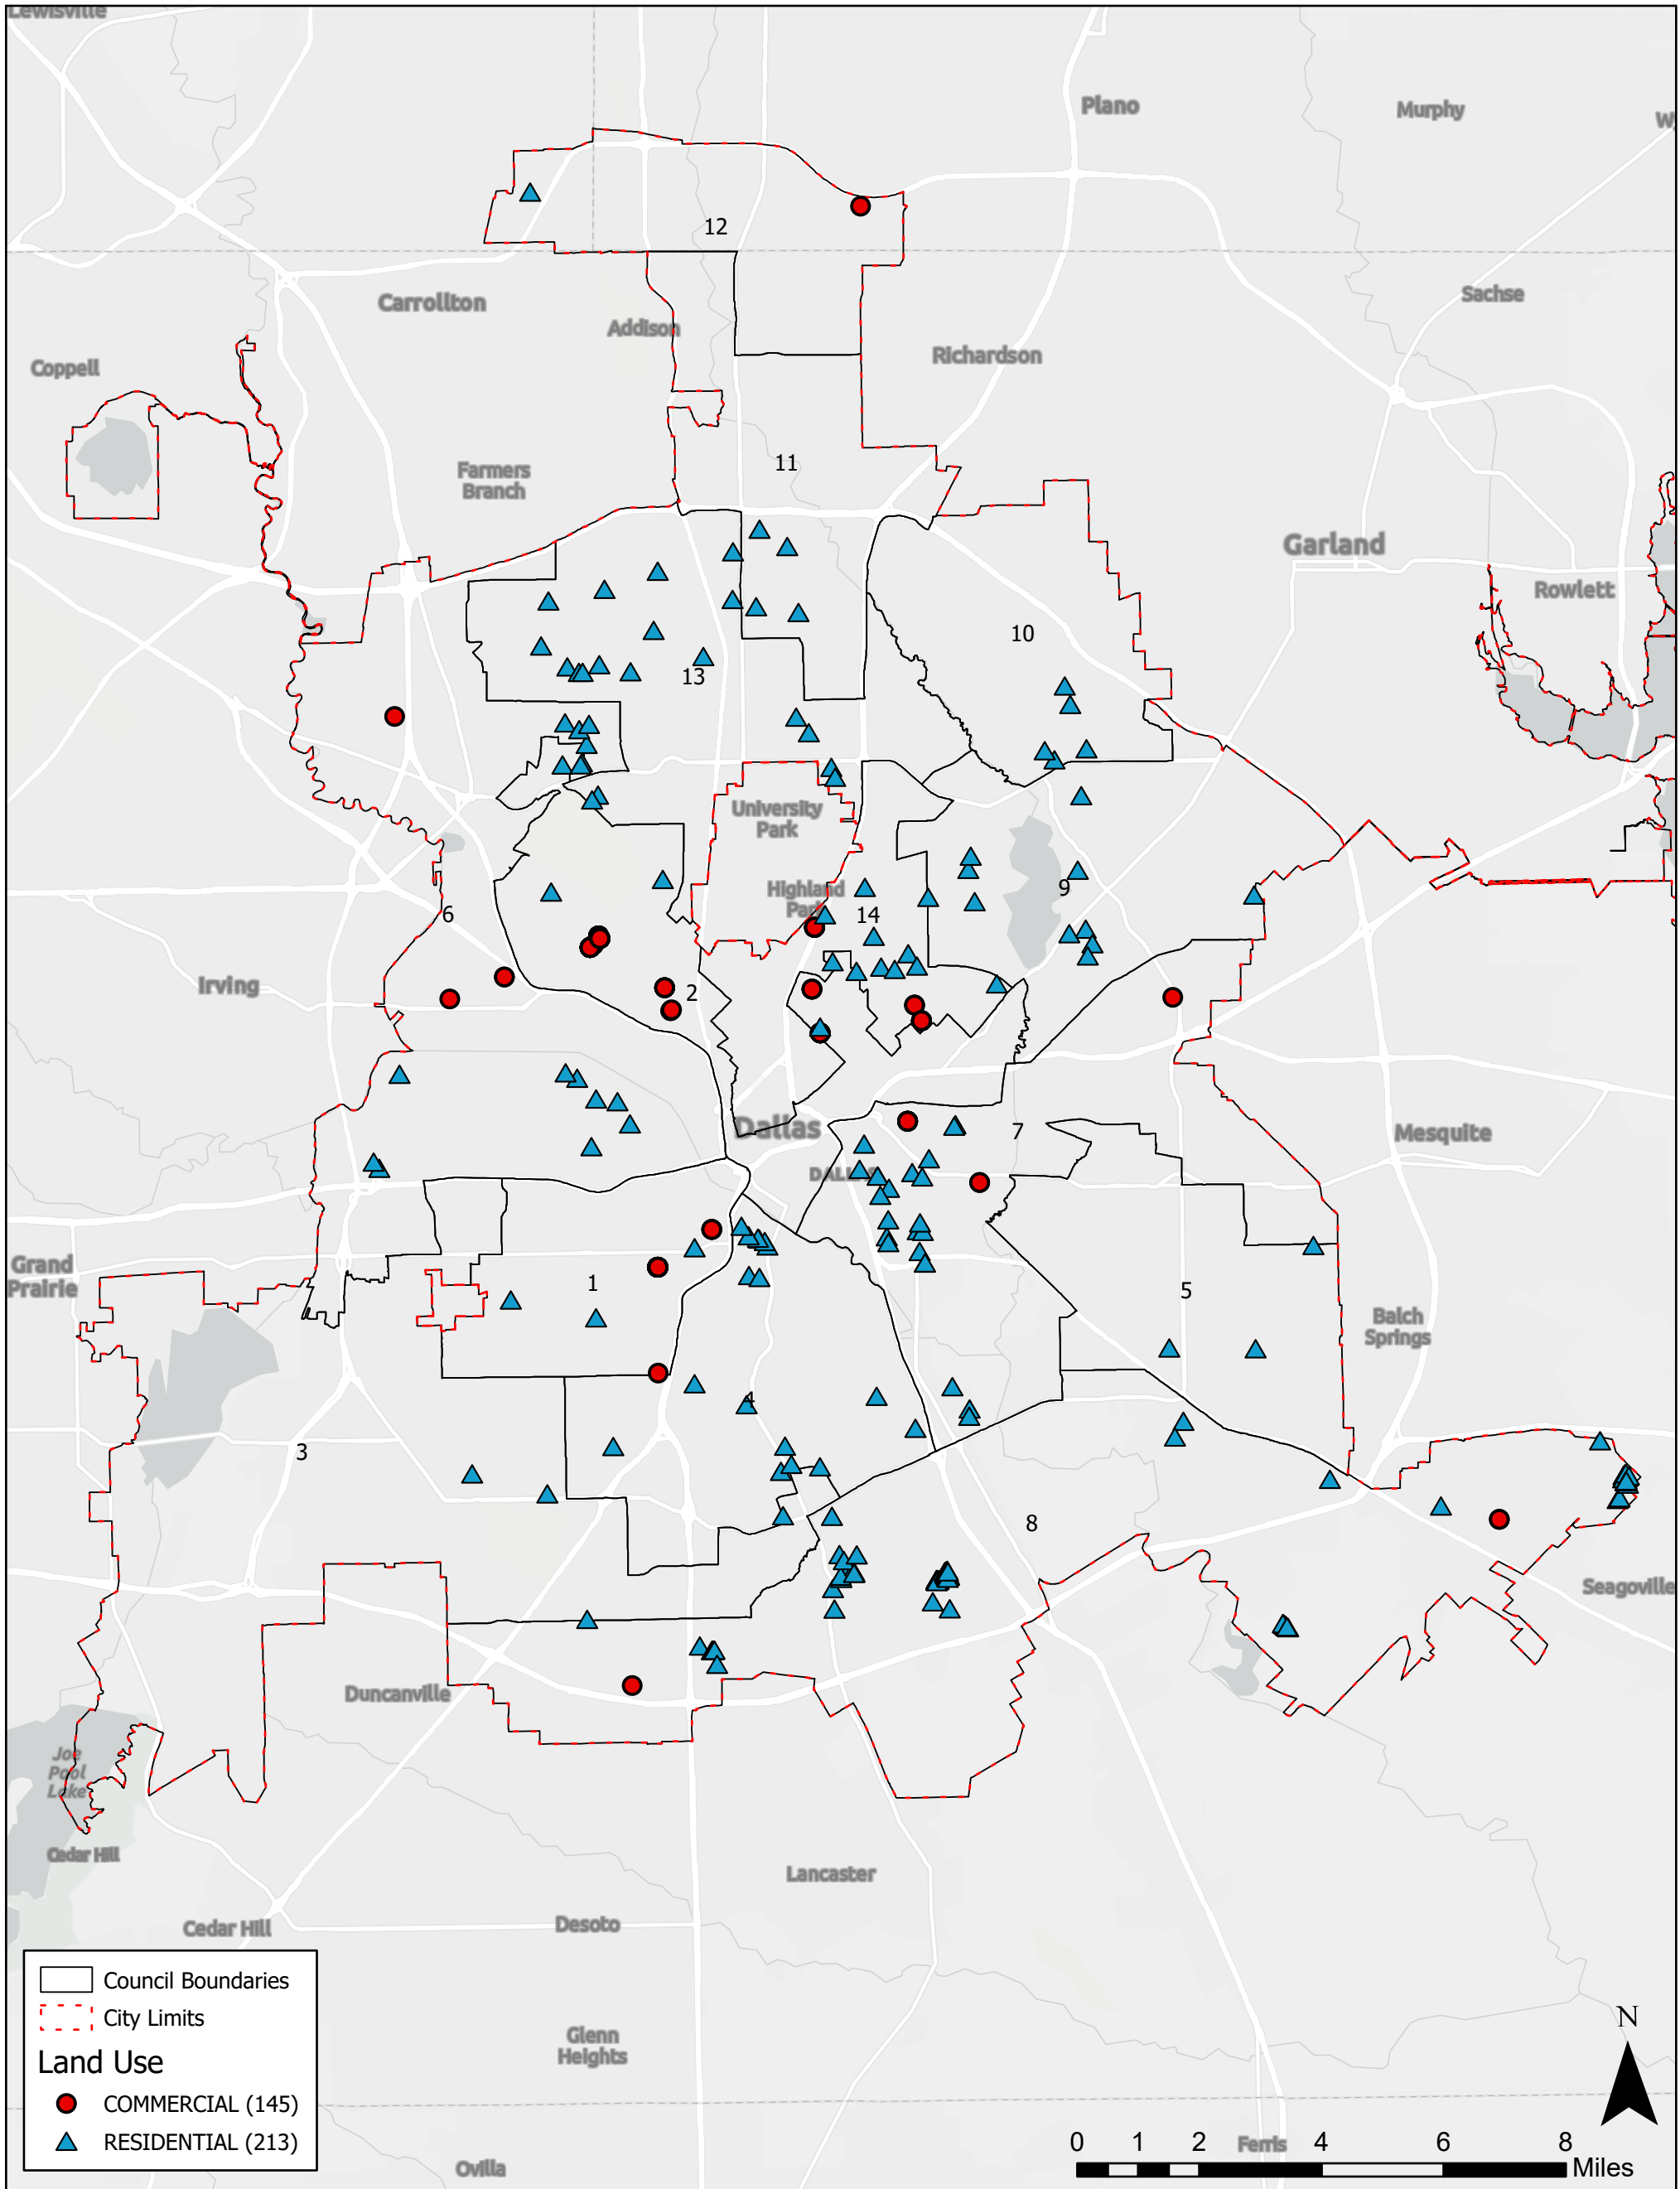 Lewisville
Plano
Murphy
W
12
Carrollton
Sachse
Addison
Coppell
Richardson
11
Farmers
Branch
Garland
Rowlett
10
13
University
Park
Highland
Park
9
14
6
Irving
2
Dallas
7
Mesquite
DALLAS
Grand
Prairie
1
5
Balch
Springs
4
3
8
Seagoville
Duncanville
Joe
Pool
Lake
Cedar Hill
Lancaster
Cedar Hill
Desoto
Council Boundaries
City Limits
Land Use
COMMERCIAL (145)
RESIDENTIAL (213)
Glenn
Heights
N
0 1 2 4 6 8
Miles
Ferris
Ovilla